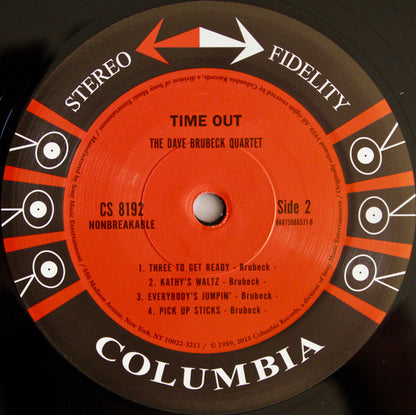 STEREO FIDELITY
TIME OUT
THE DAVE BRUBECK QUARTET
CS 8192
NONBREAKABLE
Side 2
1. THREE TO GET READY - Brubeck -
2. KATHY'S WALTZ - Brubeck -
3. EVERYBODY'S JUMPIN' - Brubeck -
4. PICK UP STICKS - Brubeck -
COLUMBIA